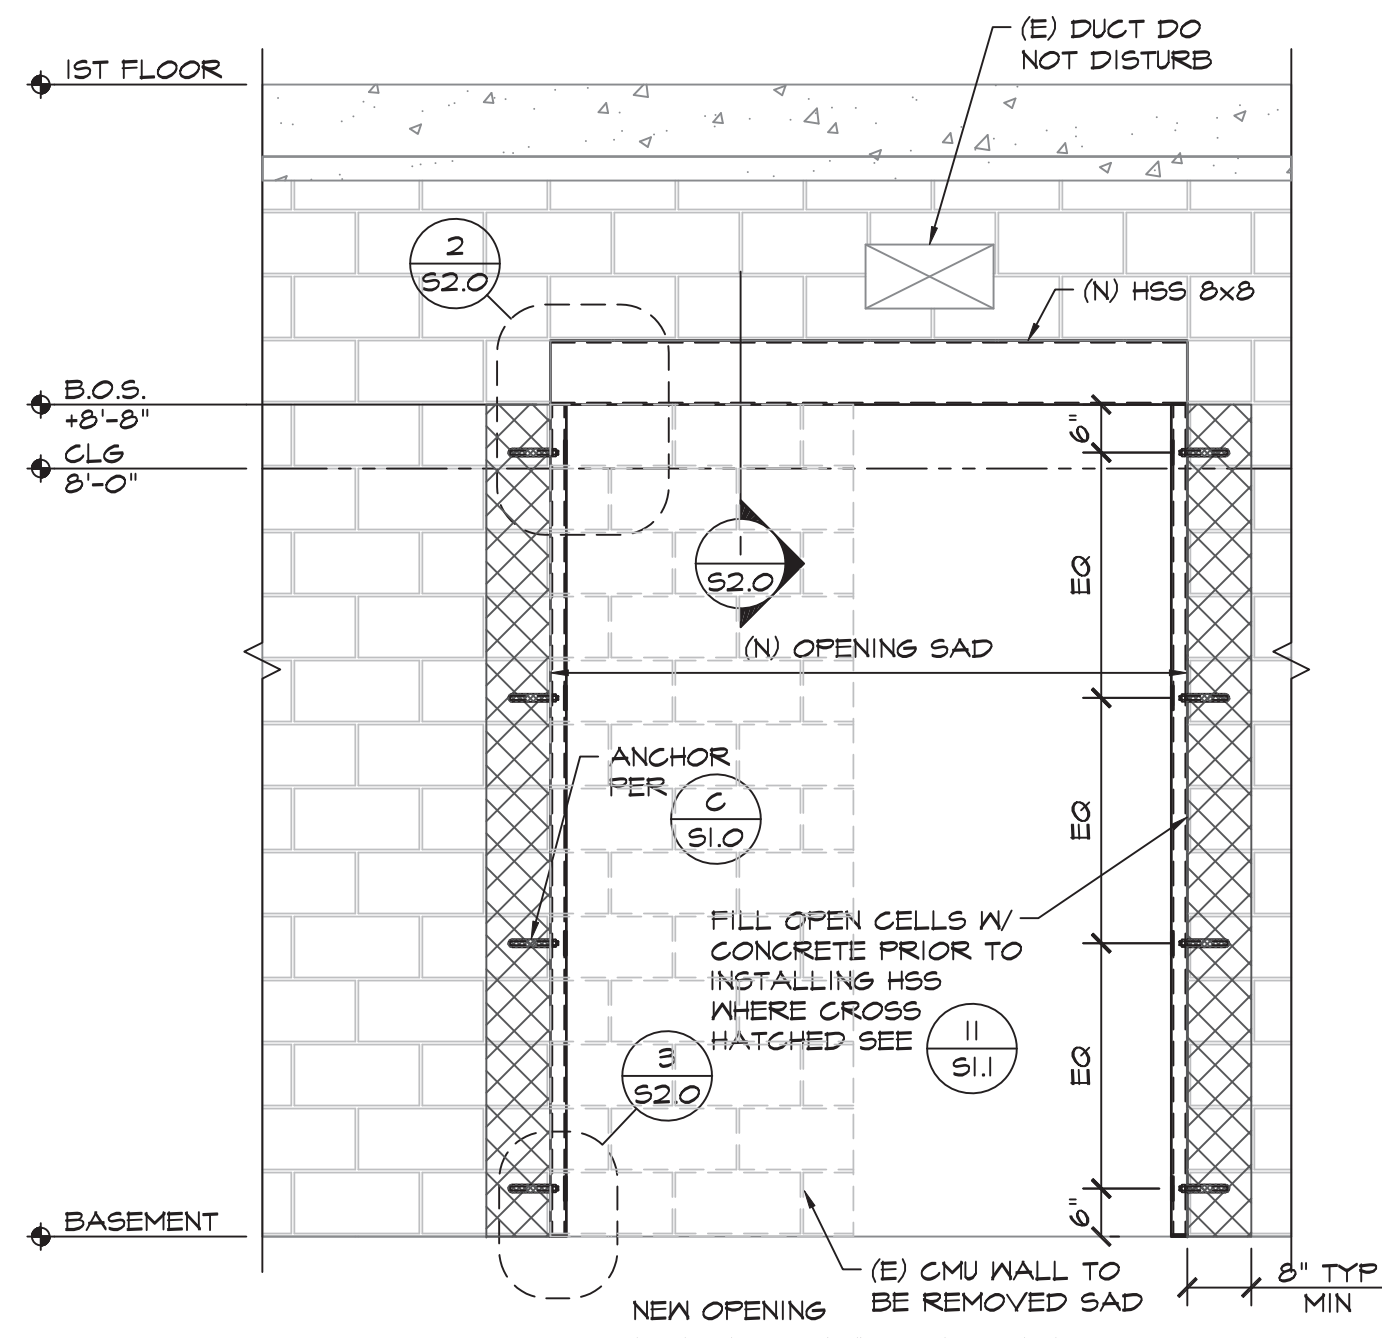 (E) DUCT DO
NOT DISTURB
1ST FLOOR
2
S2.0
(N) HSS 8x8
B.O.S.
+8'-8"
CLG
8'-0"
6"
EQ
1
S2.0
(N) OPENING SAD
ANCHOR
PER
C
S1.0
EQ
FILL OPEN CELLS W/
CONCRETE PRIOR TO
INSTALLING HSS
WHERE CROSS
HATCHED SEE
11
S1.1
3
S2.0
EQ
BASEMENT
6"
(E) CMU WALL TO
BE REMOVED SAD
8" TYP
MIN
NEW OPENING